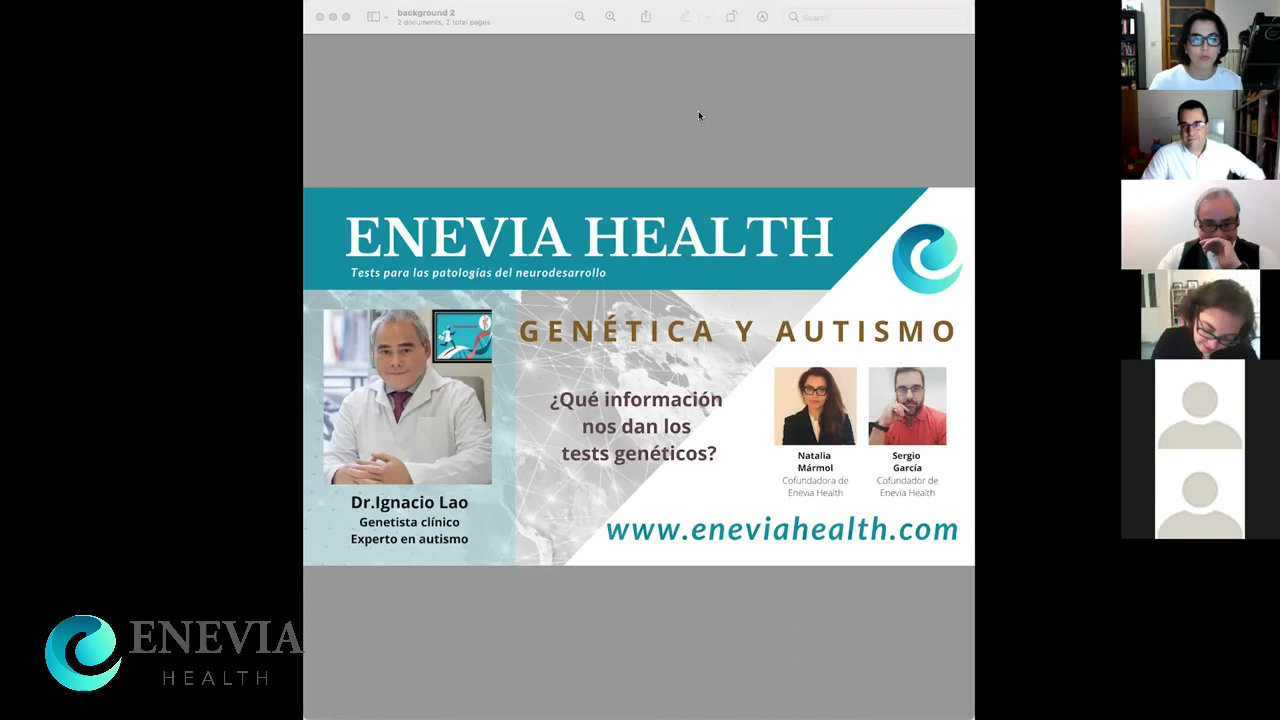 background 2
2 documents, 2 total pages
Search
ENEVIA HEALTH
Tests para las patologías del neurodesarrollo
GENÉTICA Y AUTISMO
¿Qué información
nos dan los
tests genéticos?
Natalia
Mármol
Cofundadora de
Enevia Health
Sergio
García
Cofundador de
Enevia Health
Dr.Ignacio Lao
Genetista clínico
Experto en autismo
www.eneviahealth.com
ENEVIA
HEALTH